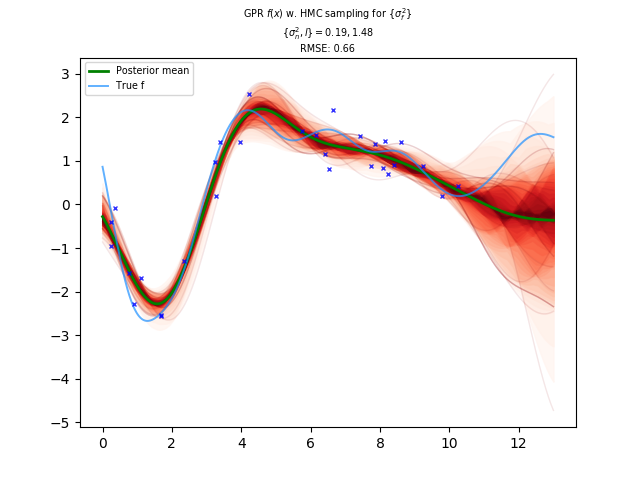 GPR f(x) w. HMC sampling for {σ_f^2}
{σ_n^2, l} = 0.19, 1.48
RMSE: 0.66
Posterior mean
True f
3
2
1
0
−1
−2
−3
−4
−5
0 2 4 6 8 10 12